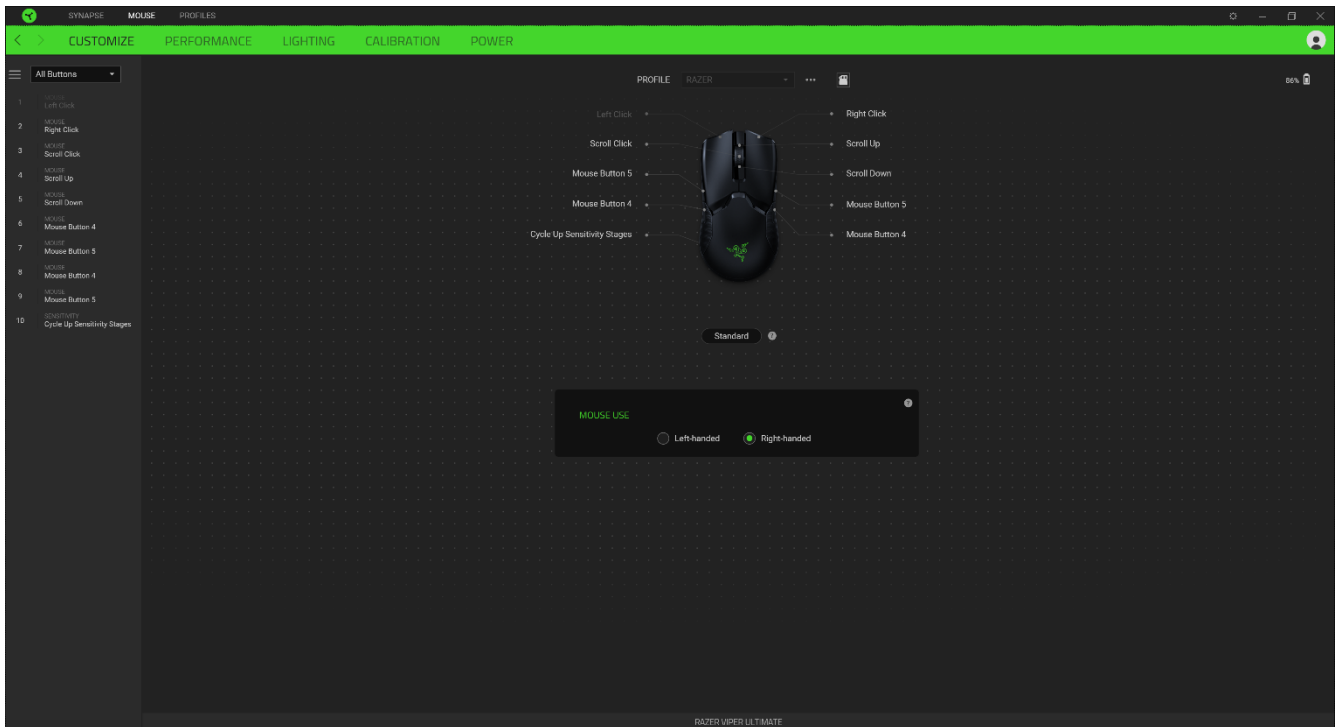 SYNAPSE MOUSE PROFILES
CUSTOMIZE PERFORMANCE LIGHTING CALIBRATION POWER
All Buttons
PROFILE RAZER
86%
1 MOUSE
Left Click
2 MOUSE
Right Click
3 MOUSE
Scroll Click
4 MOUSE
Scroll Up
5 MOUSE
Scroll Down
6 MOUSE
Mouse Button 4
7 MOUSE
Mouse Button 5
8 MOUSE
Mouse Button 4
9 MOUSE
Mouse Button 5
10 SENSITIVITY
Cycle Up Sensitivity Stages
Left Click Right Click
Scroll Click Scroll Up
Mouse Button 5 Scroll Down
Mouse Button 4 Mouse Button 5
Cycle Up Sensitivity Stages Mouse Button 4
Standard ?
?
MOUSE USE
Left-handed Right-handed
RAZER VIPER ULTIMATE